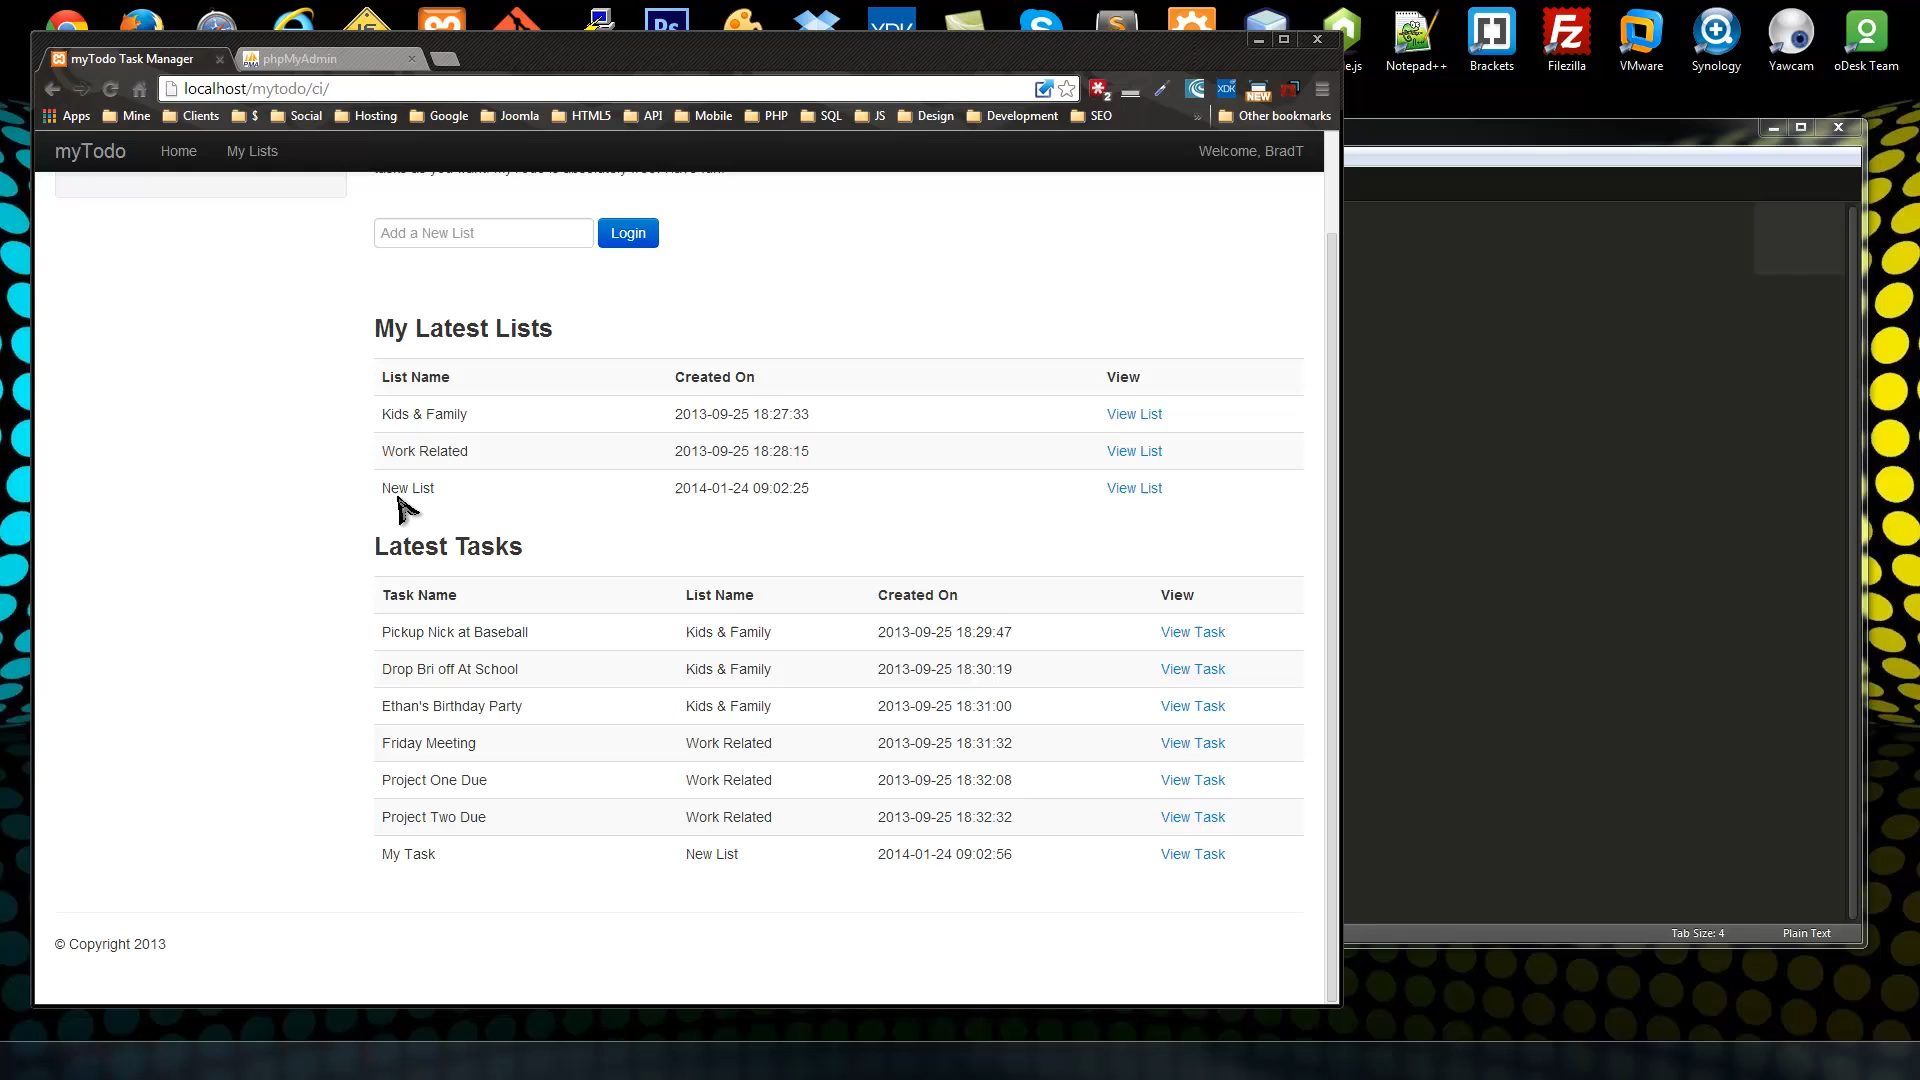 Ps
XDK
.js
Notepad++
Brackets
Filezilla
VMware
Synology
Yawcam
oDesk Team
myTodo Task Manager
phpMyAdmin
localhost/mytodo/ci/
2
XDK
NEW
Apps Mine Clients $ Social Hosting Google Joomla HTML5 API Mobile PHP SQL JS Design Development SEO » Other bookmarks
myTodo Home My Lists Welcome, BradT
Add a New List Login
My Latest Lists
List Name Created On View
Kids & Family 2013-09-25 18:27:33 View List
Work Related 2013-09-25 18:28:15 View List
New List 2014-01-24 09:02:25 View List
Latest Tasks
Task Name List Name Created On View
Pickup Nick at Baseball Kids & Family 2013-09-25 18:29:47 View Task
Drop Bri off At School Kids & Family 2013-09-25 18:30:19 View Task
Ethan's Birthday Party Kids & Family 2013-09-25 18:31:00 View Task
Friday Meeting Work Related 2013-09-25 18:31:32 View Task
Project One Due Work Related 2013-09-25 18:32:08 View Task
Project Two Due Work Related 2013-09-25 18:32:32 View Task
My Task New List 2014-01-24 09:02:56 View Task
© Copyright 2013
Tab Size: 4 Plain Text